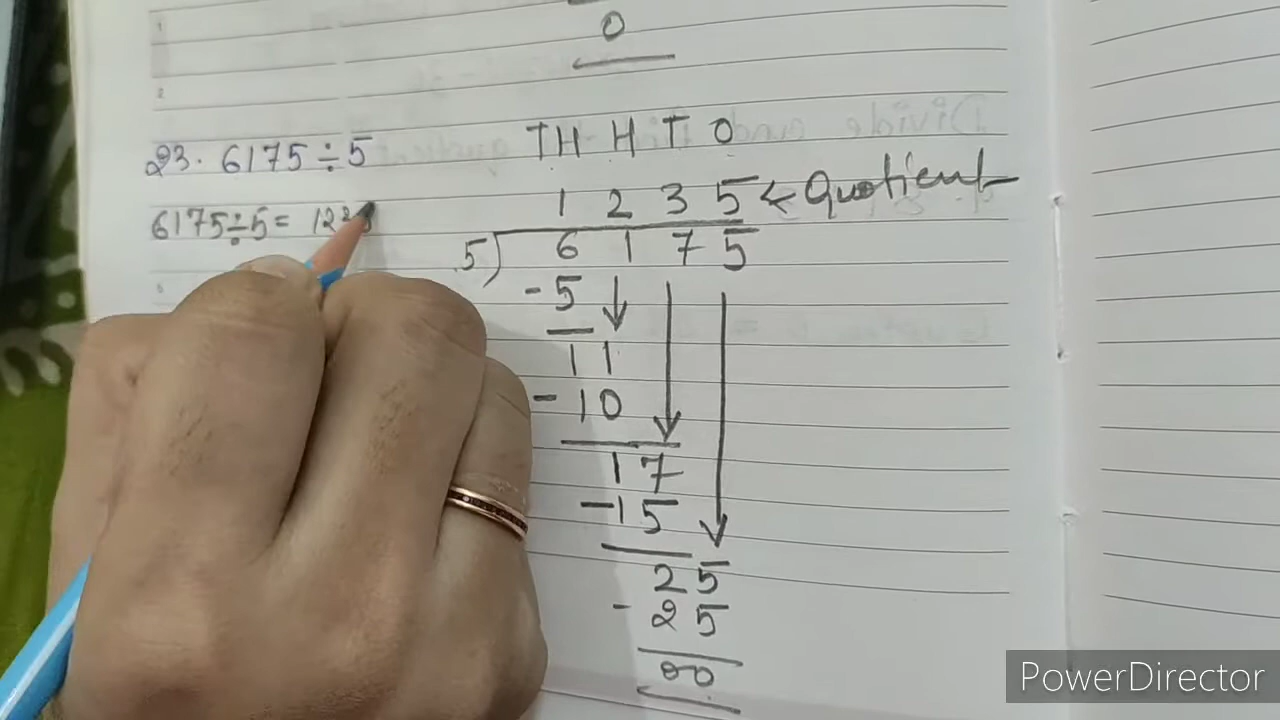 0
TH H T O
23. 6175÷5
1 2 3 5 ← Quotient
6175÷5= 1235
5) 6 1 7 5
-5
11
-10
17
-15
25
-25
00
PowerDirector